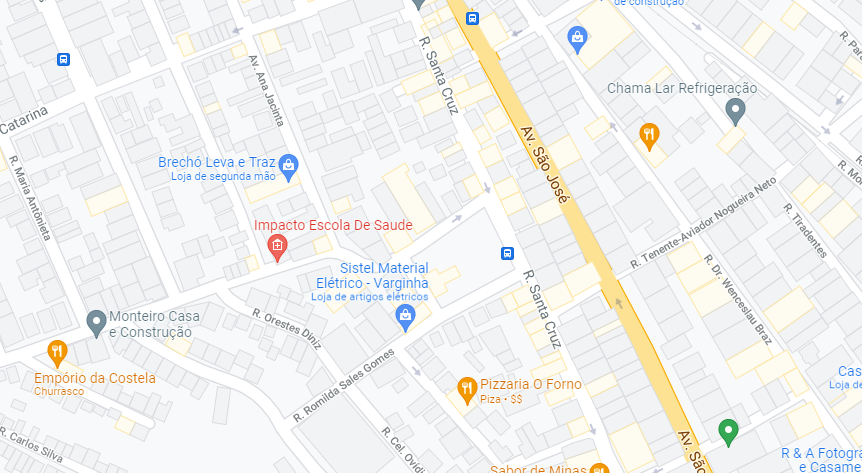 de construção
R. Santa Cruz
Av. Ana Jacinta
Chama Lar Refrigeração
Catarina
Av. São José
Brechó Leva e Traz
Loja de segunda mão
R. Maria Antônieta
R. Tenente-Aviador Nogueira Neto
R. Tiradentes
Impacto Escola De Saude
Sistel Material
Elétrico - Varginha
Loja de artigos elétricos
R. Santa Cruz
R. Dr. Wenceslau Braz
Monteiro Casa
e Construção
R. Orestes Diniz
Empório da Costela
Churrasco
R. Romilda Sales Gomes
Pizzaria O Forno
Piza • $$
Cas
Loja de
R. Carlos Silva
R. Cel. Ovidi
Av. São
Sabor de Minas
R & A Fotogra
e Casame